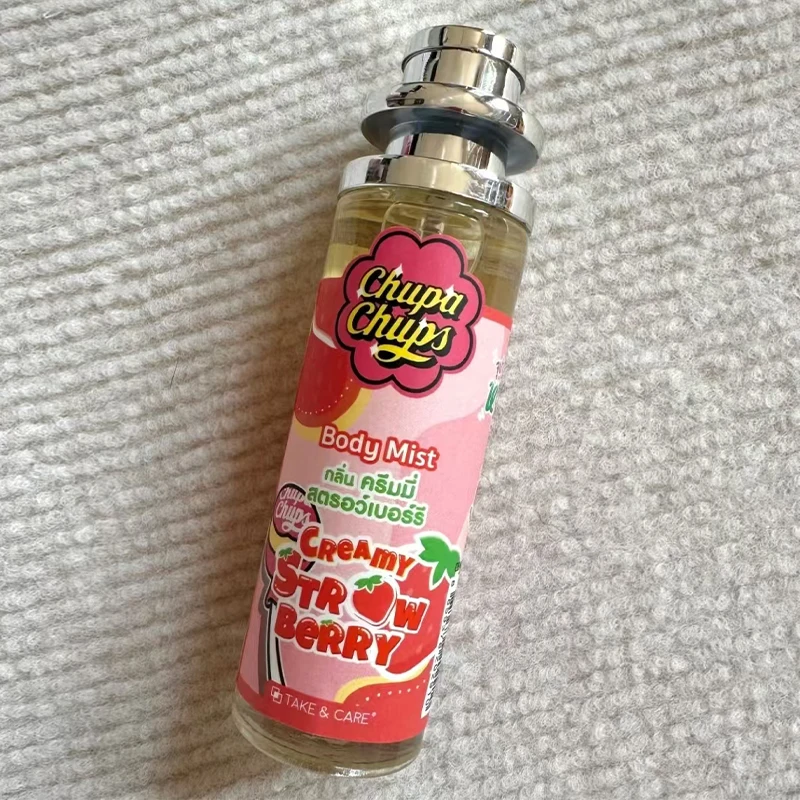 Chupa
Chups
Body Mist
กลิ่น ครีมมี่
สตรอว์เบอร์รี
Chupa
Chups
CReAMY
STRAW
BeRRY
TAKE & CARE®